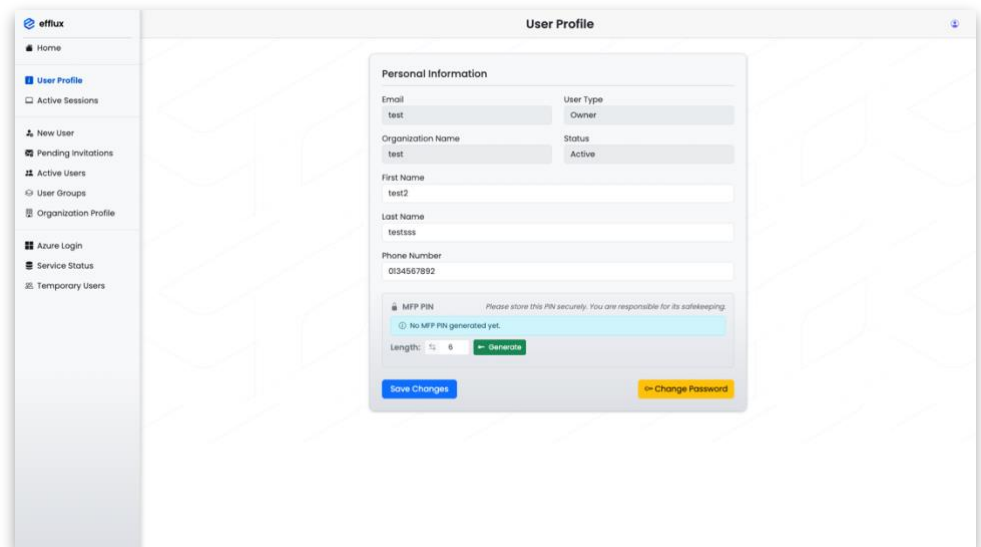 efflux
User Profile
Home
User Profile
Active Sessions
New User
Pending Invitations
Active Users
User Groups
Organization Profile
Azure Login
Service Status
Temporary Users
Personal Information
Email
User Type
test
Owner
Organization Name
Status
test
Active
First Name
test2
Last Name
testsss
Phone Number
0134567892
MFP PIN
Please store this PIN securely. You are responsible for its safekeeping.
No MFP PIN generated yet.
Length: 6 Generate
Save Changes
Change Password